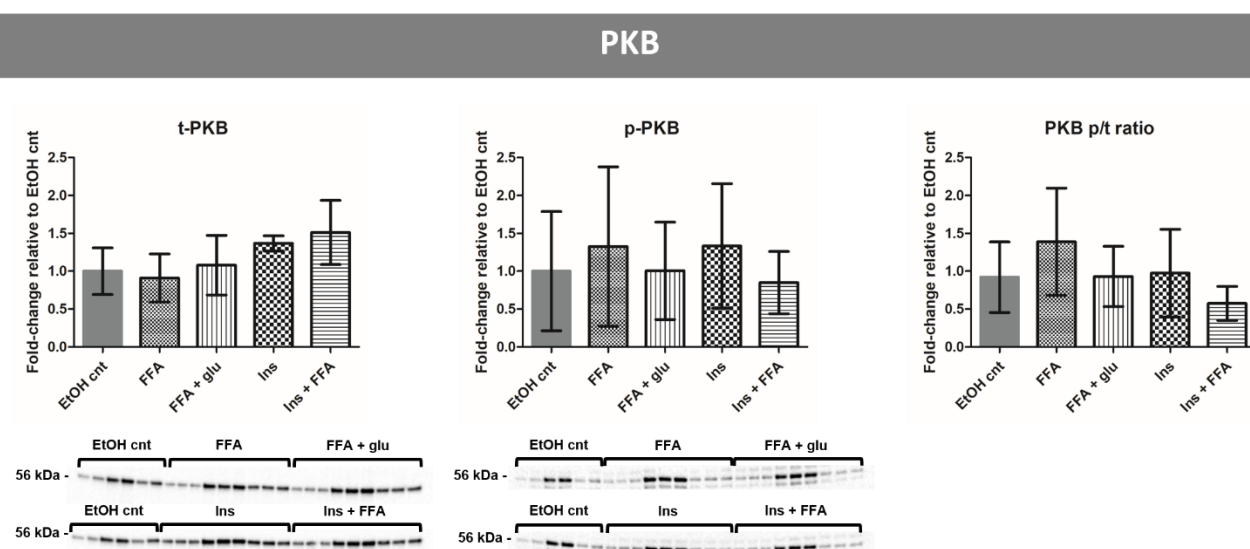 PKB
t-PKB
Fold-change relative to EtOH cnt
2.5
2.0
1.5
1.0
0.5
0.0
EtOH cnt
FFA
FFA + glu
Ins
Ins + FFA
p-PKB
Fold-change relative to EtOH cnt
2.5
2.0
1.5
1.0
0.5
0.0
EtOH cnt
FFA
FFA + glu
Ins
Ins + FFA
PKB p/t ratio
Fold-change relative to EtOH cnt
2.5
2.0
1.5
1.0
0.5
0.0
EtOH cnt
FFA
FFA + glu
Ins
Ins + FFA
EtOH cnt FFA FFA + glu
56 kDa -
EtOH cnt Ins Ins + FFA
56 kDa -
EtOH cnt FFA FFA + glu
56 kDa -
EtOH cnt Ins Ins + FFA
56 kDa -